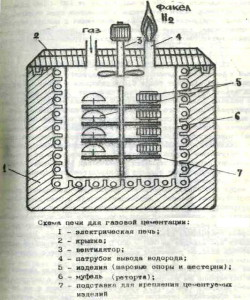 Факел
H₂
газ
2
3
4
5
6
1
7
Схема печи для газовой цементации:
1 - электрическая печь;
2 - крышка;
3 - вентилятор;
4 - патрубок вывода водорода;
5 - изделия (шаровые опоры и шестерни);
6 - муфель (реторта);
7 - подставка для крепления цементуемых
изделий